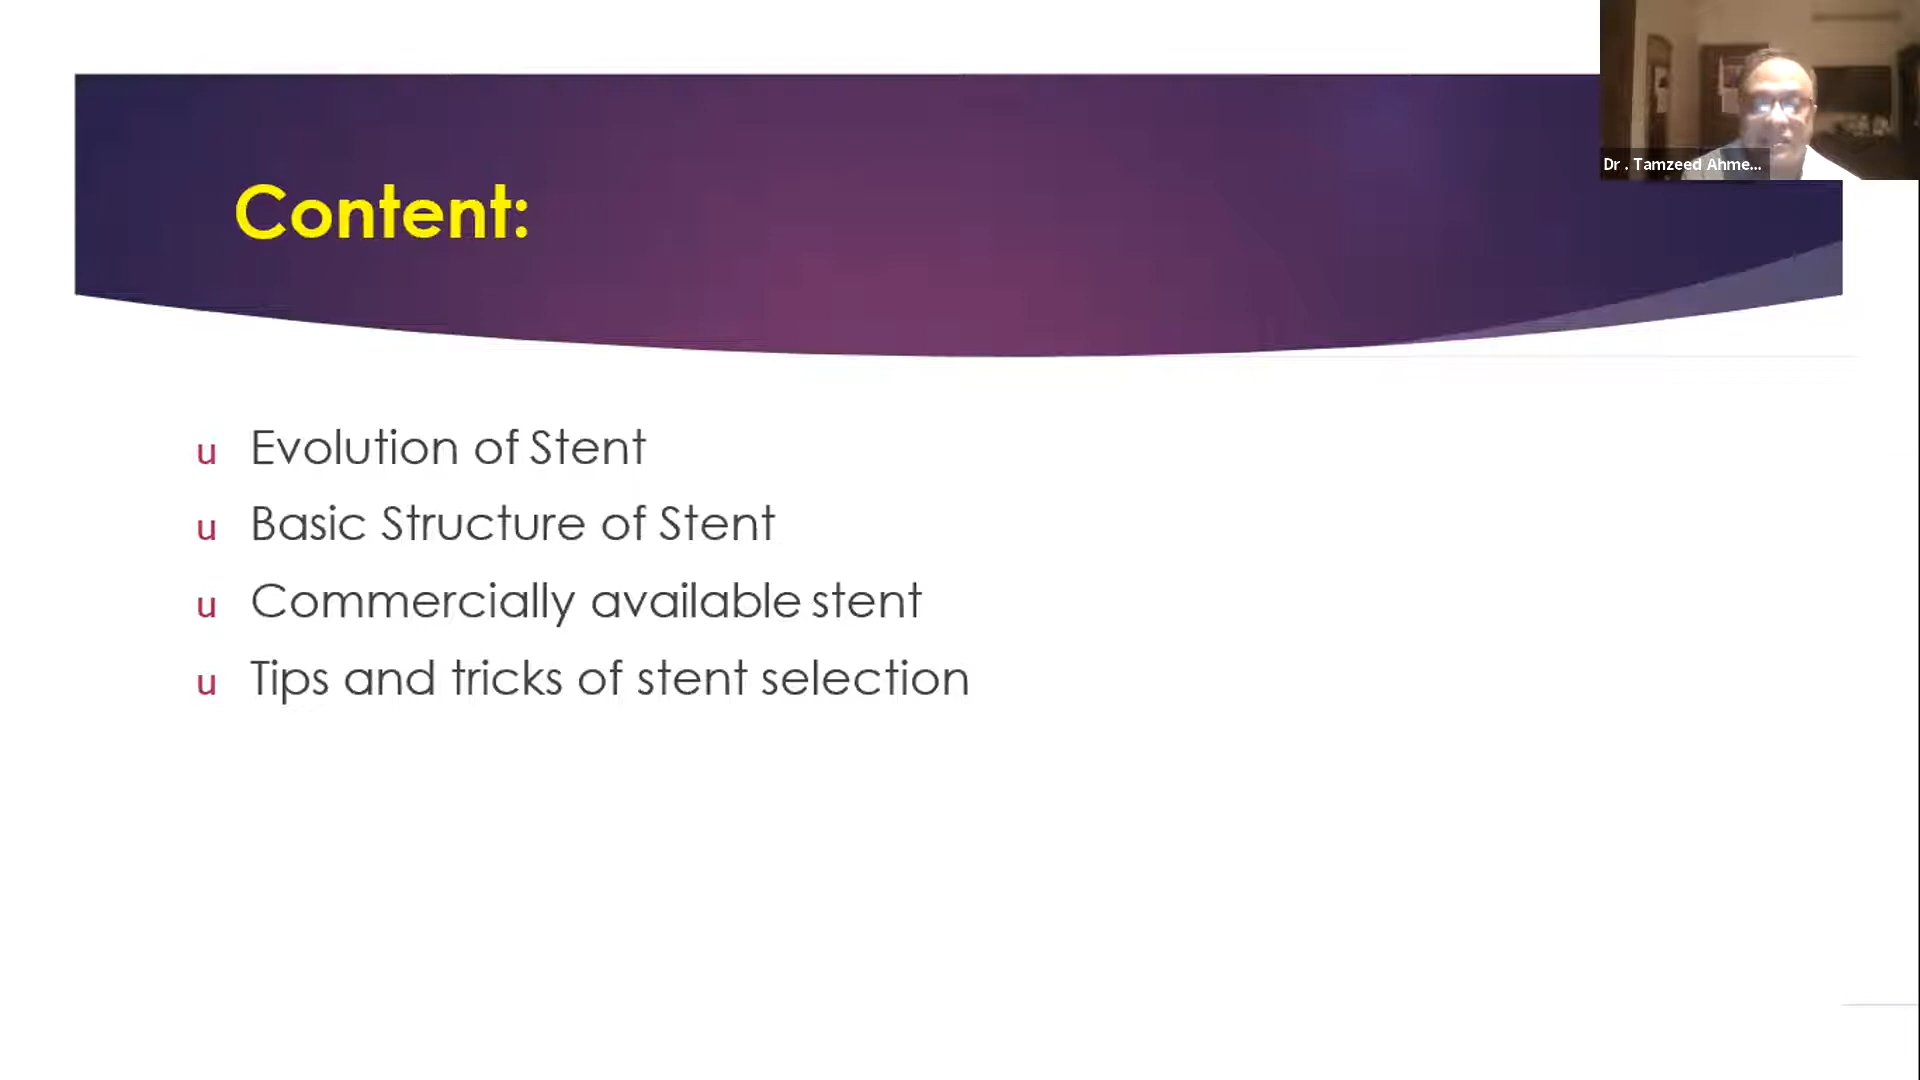 Dr . Tamzeed Ahme...
Content:
u Evolution of Stent
u Basic Structure of Stent
u Commercially available stent
u Tips and tricks of stent selection